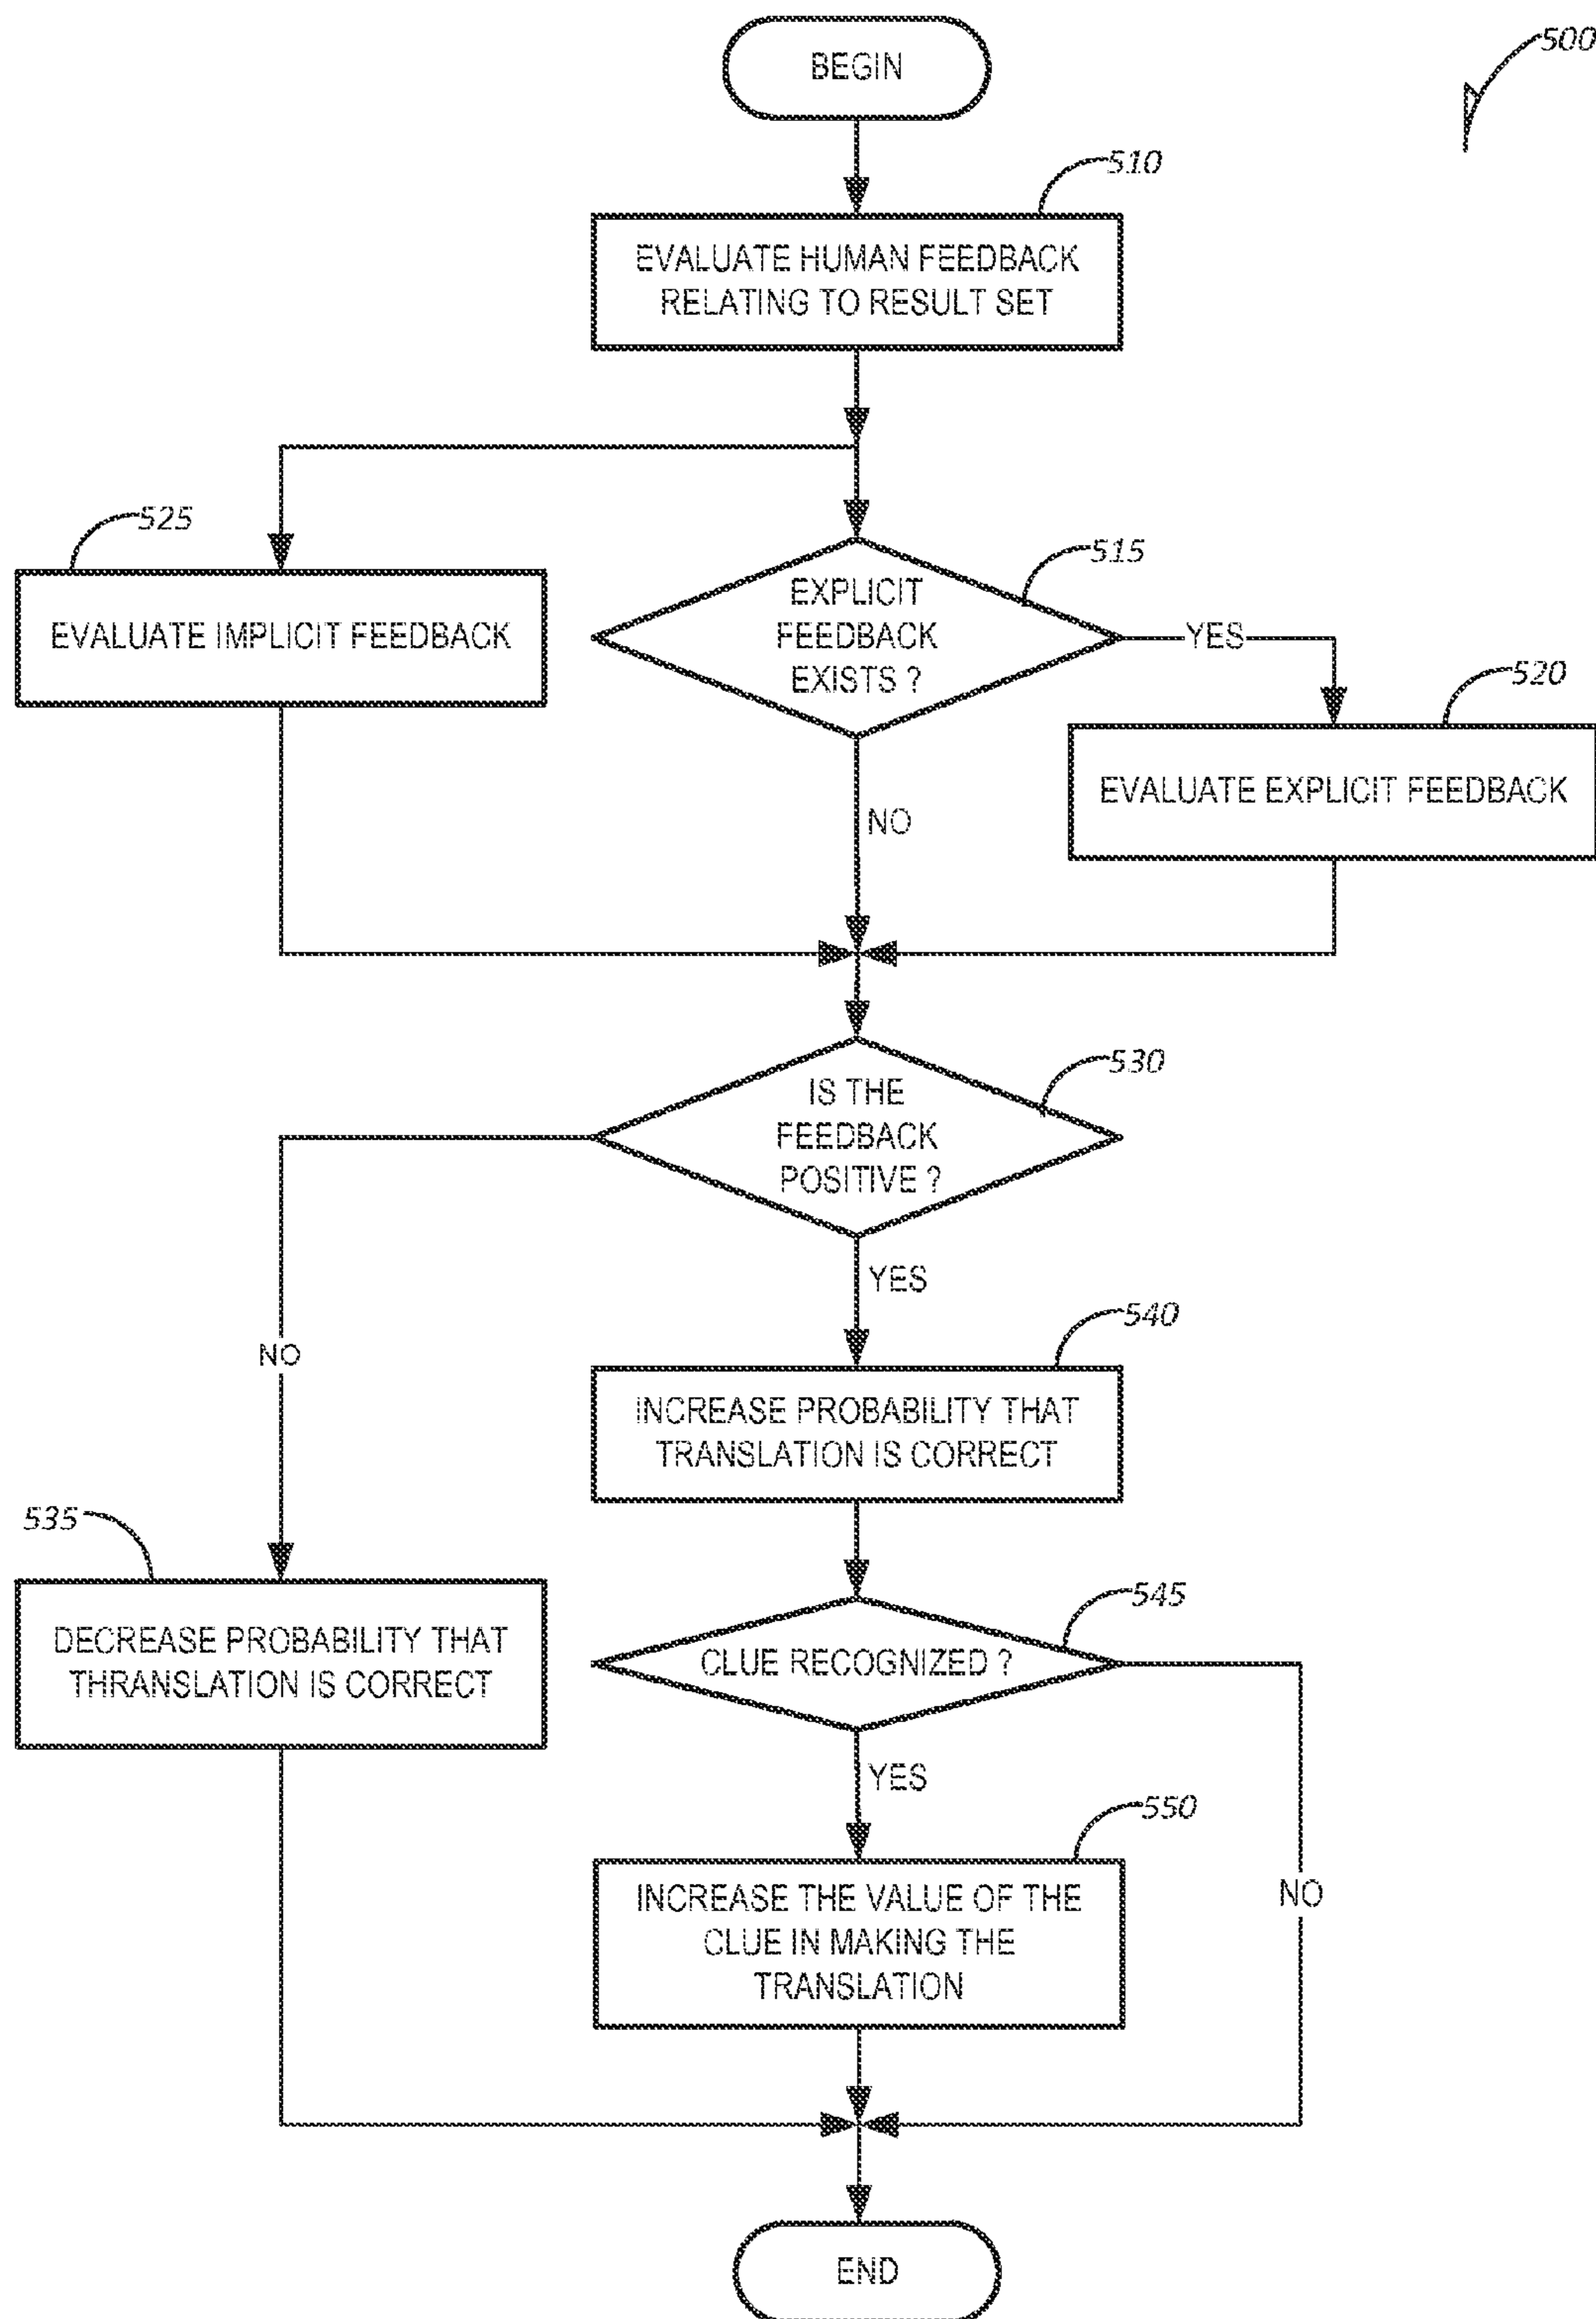 BEGIN
500
510
EVALUATE HUMAN FEEDBACK
RELATING TO RESULT SET
525
515
EVALUATE IMPLICIT FEEDBACK
EXPLICIT
FEEDBACK
EXISTS ?
YES
520
EVALUATE EXPLICIT FEEDBACK
NO
530
IS THE
FEEDBACK
POSITIVE ?
YES
NO
540
INCREASE PROBABILITY THAT
TRANSLATION IS CORRECT
535
DECREASE PROBABILITY THAT
THRANSLATION IS CORRECT
545
CLUE RECOGNIZED ?
YES
550
INCREASE THE VALUE OF THE
CLUE IN MAKING THE
TRANSLATION
NO
END